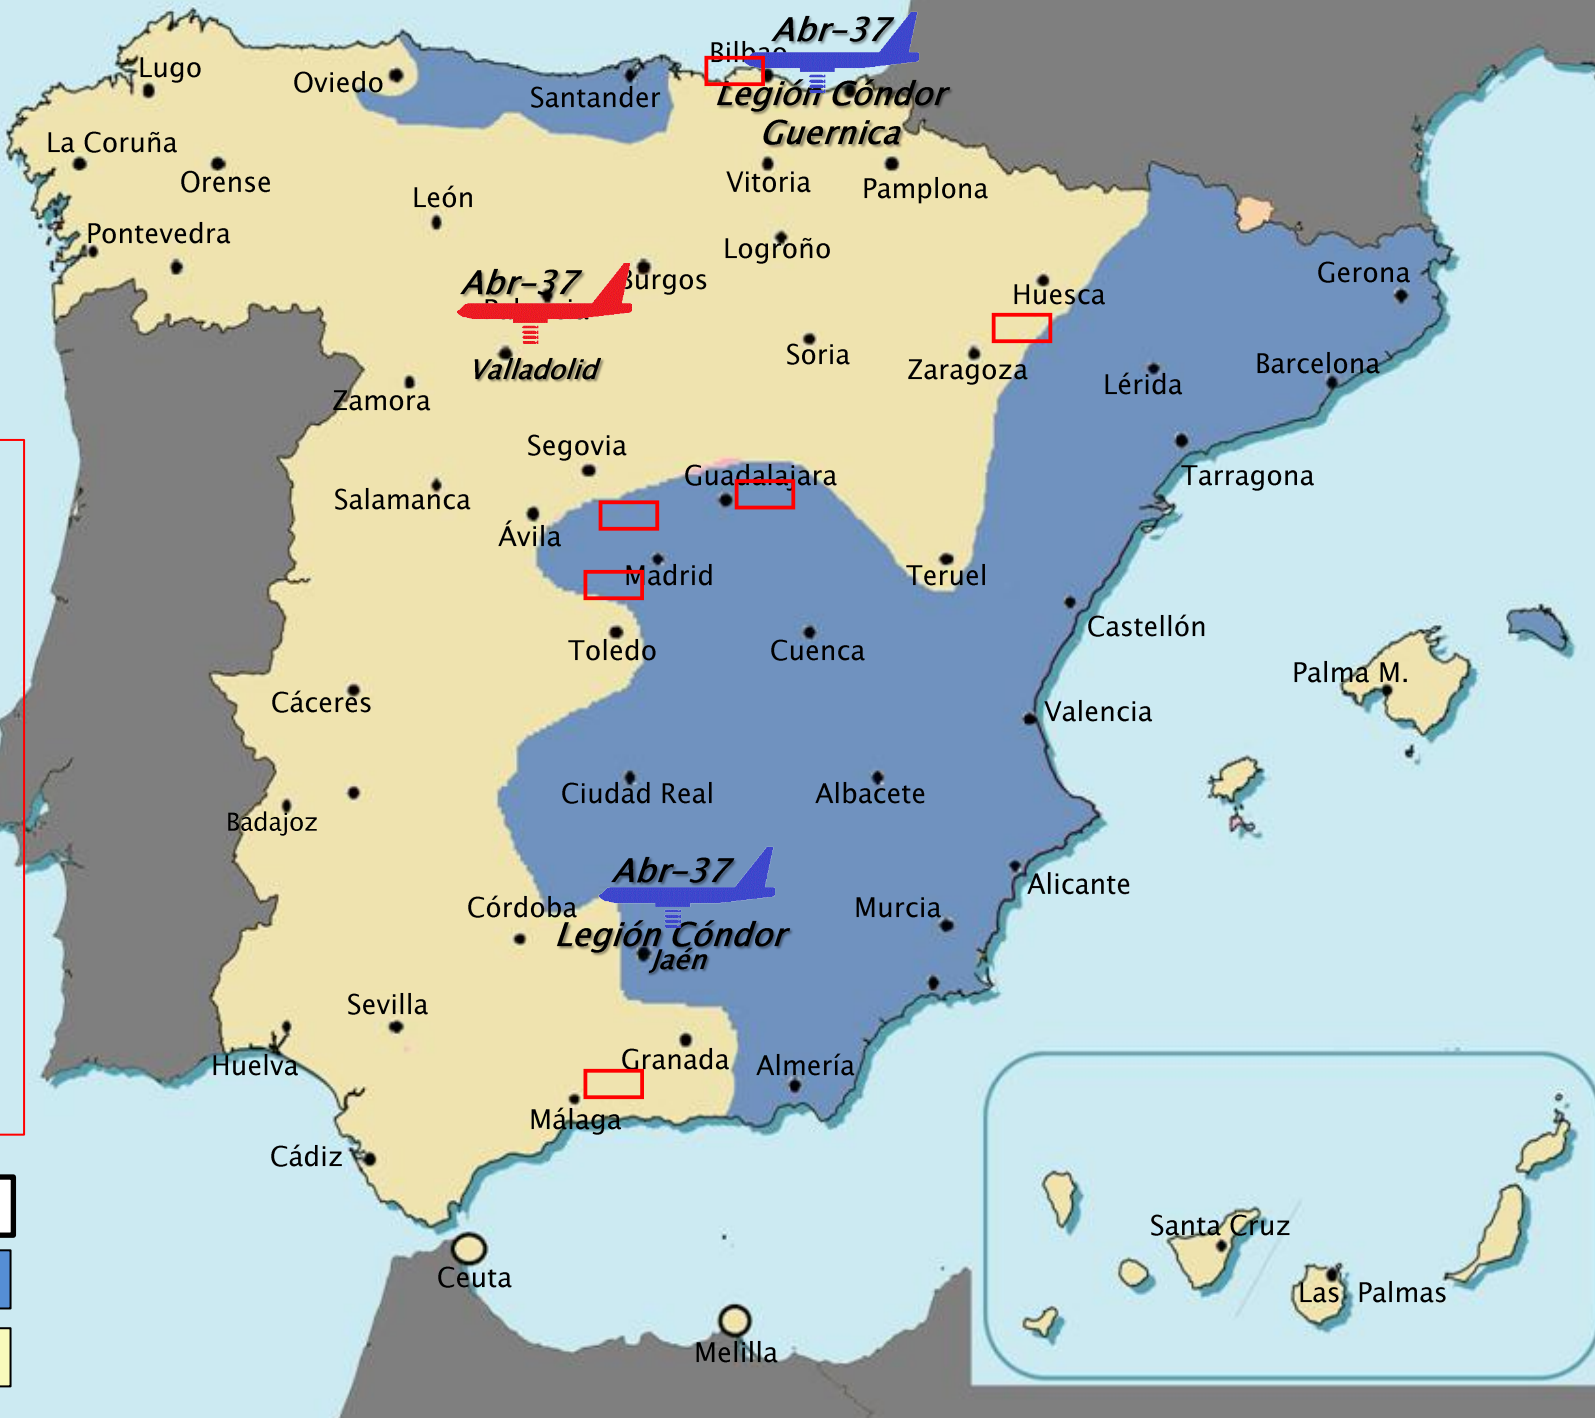 Abr-37
Bilbao
Lugo
Oviedo
Santander
Legión Cóndor
Guernica
La Coruña
Orense
Vitoria
Pamplona
León
Pontevedra
Logroño
Gerona
Abr-37
Burgos
Huesca
Valladolid
Soria
Zaragoza
Lérida
Barcelona
Zamora
Segovia
Guadalajara
Tarragona
Salamanca
Ávila
Madrid
Teruel
Castellón
Toledo
Cuenca
Palma M.
Cáceres
Valencia
Ciudad Real
Albacete
Badajoz
Abr-37
Alicante
Córdoba
Murcia
Legión Cóndor
Jaén
Sevilla
Huelva
Granada
Almería
Málaga
Cádiz
Santa Cruz
Ceuta
Las Palmas
Melilla